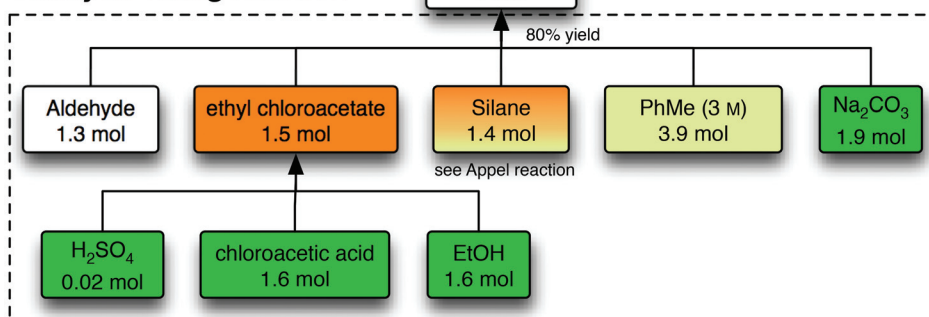 80% yield
Aldehyde
1.3 mol
ethyl chloroacetate
1.5 mol
Silane
1.4 mol
PhMe (3 M)
3.9 mol
Na₂CO₃
1.9 mol
see Appel reaction
H₂SO₄
0.02 mol
chloroacetic acid
1.6 mol
EtOH
1.6 mol